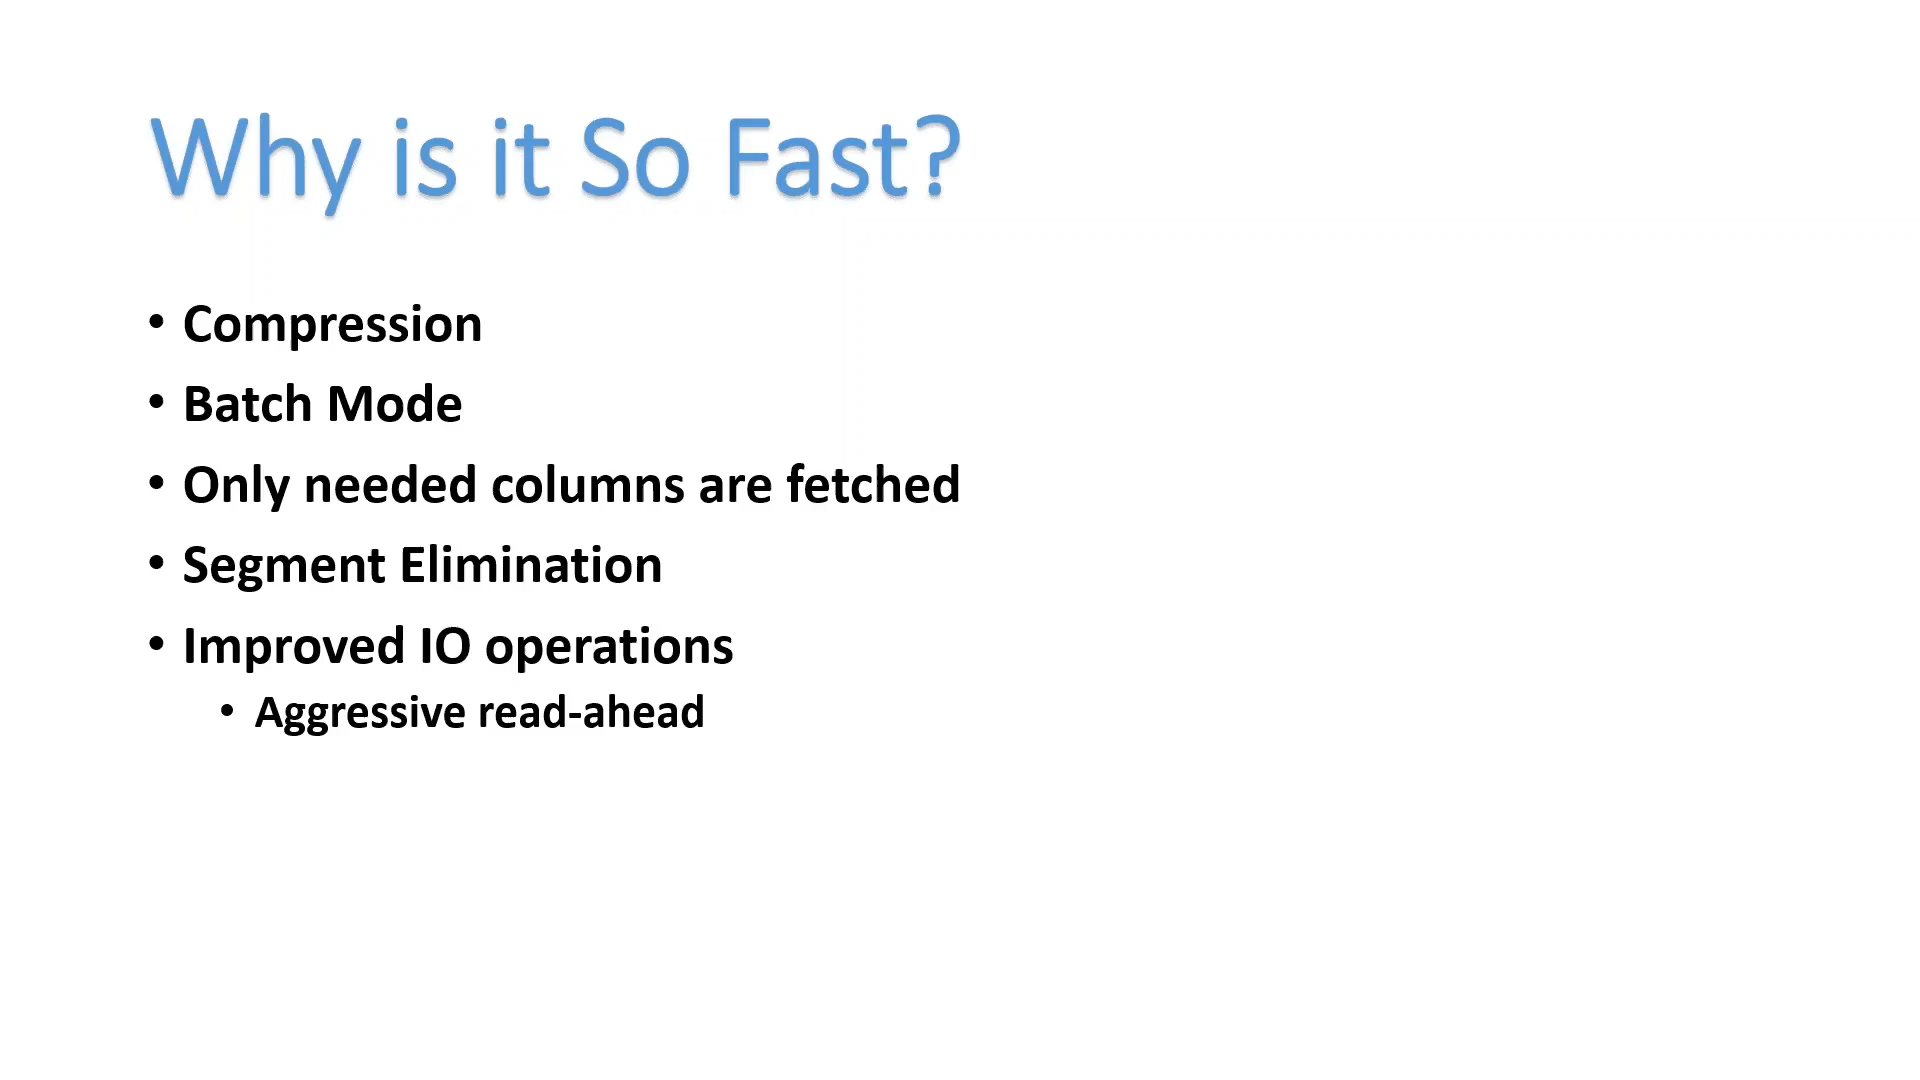 Why is it So Fast?
• Compression
• Batch Mode
• Only needed columns are fetched
• Segment Elimination
• Improved IO operations
• Aggressive read-ahead